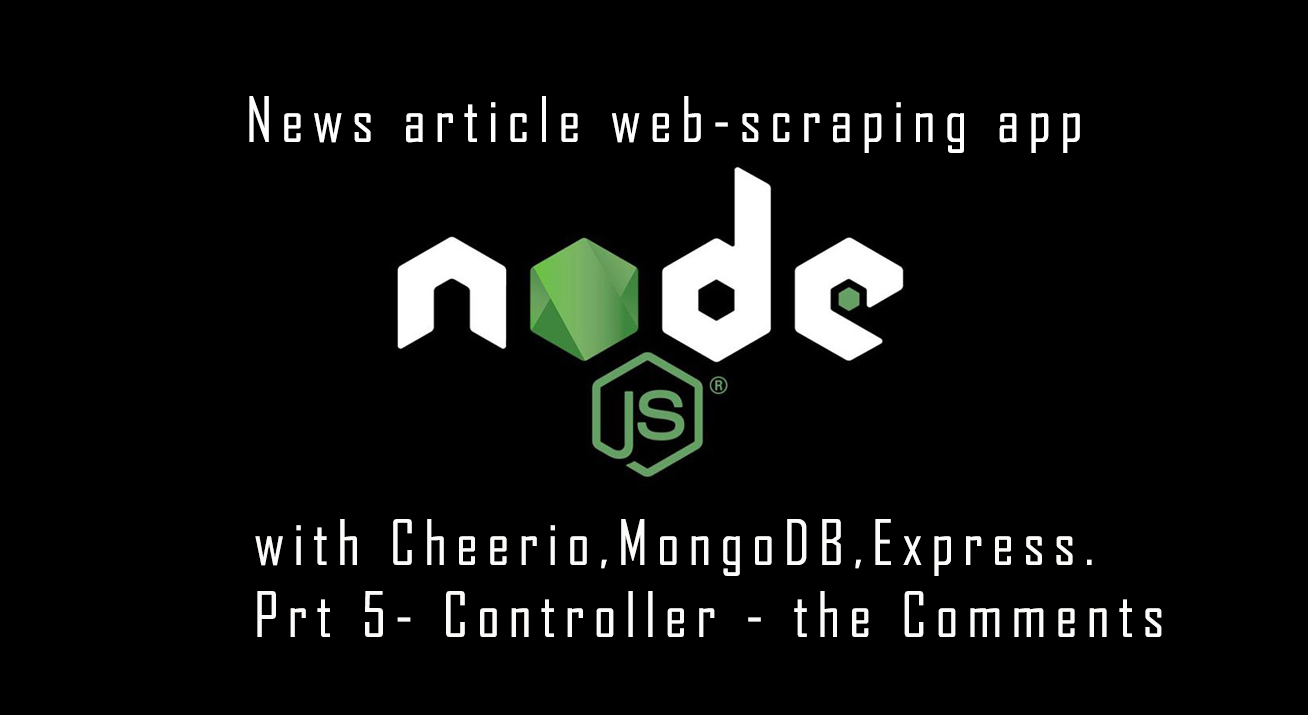 News article web-scraping app
node
JS®
with Cheerio,MongoDB,Express.
Prt 5- Controller - the Comments